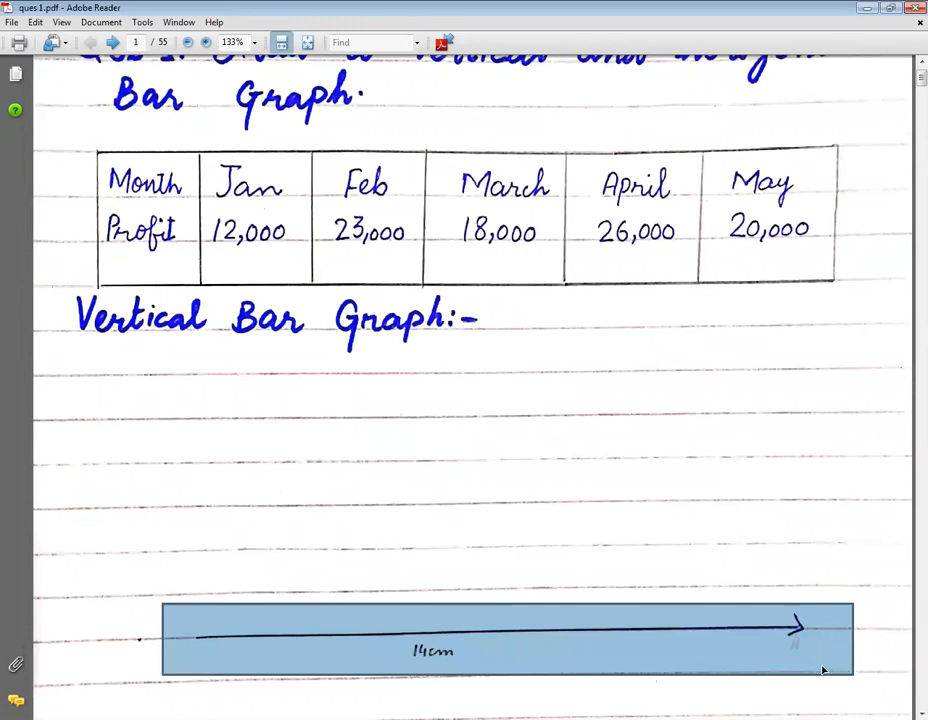 ques 1.pdf - Adobe Reader
File Edit View Document Tools Window Help
1 / 55 133% Find
Bar Graph.
Month Jan Feb March April May
Profit 12,000 23,000 18,000 26,000 20,000
Vertical Bar Graph:-
14cm